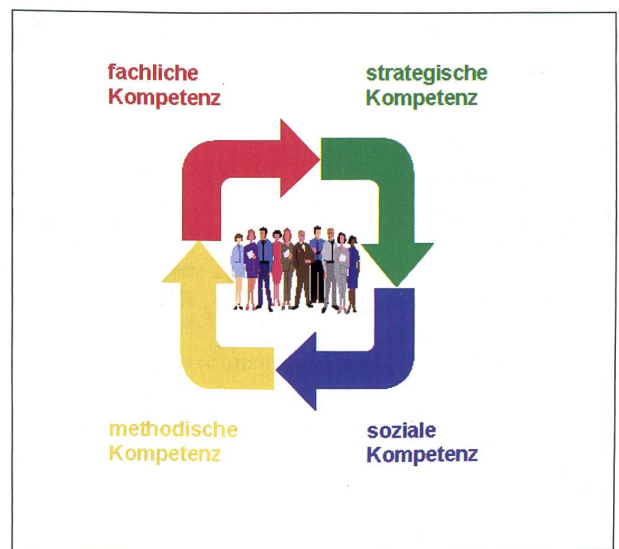 fachliche
Kompetenz
strategische
Kompetenz
methodische
Kompetenz
soziale
Kompetenz